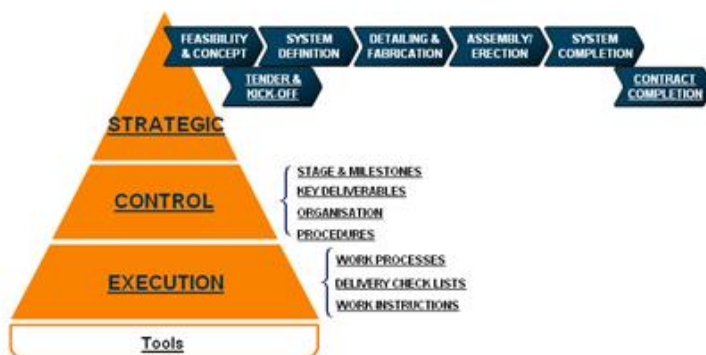 FEASIBILITY
& CONCEPT
SYSTEM
DEFINITION
DETAILING &
FABRICATION
ASSEMBLY/
ERECTION
SYSTEM
COMPLETION
TENDER &
KICK-OFF
CONTRACT
COMPLETION
STRATEGIC
CONTROL
STAGE & MILESTONES
KEY DELIVERABLES
ORGANISATION
PROCEDURES
EXECUTION
WORK PROCESSES
DELIVERY CHECK LISTS
WORK INSTRUCTIONS
Tools